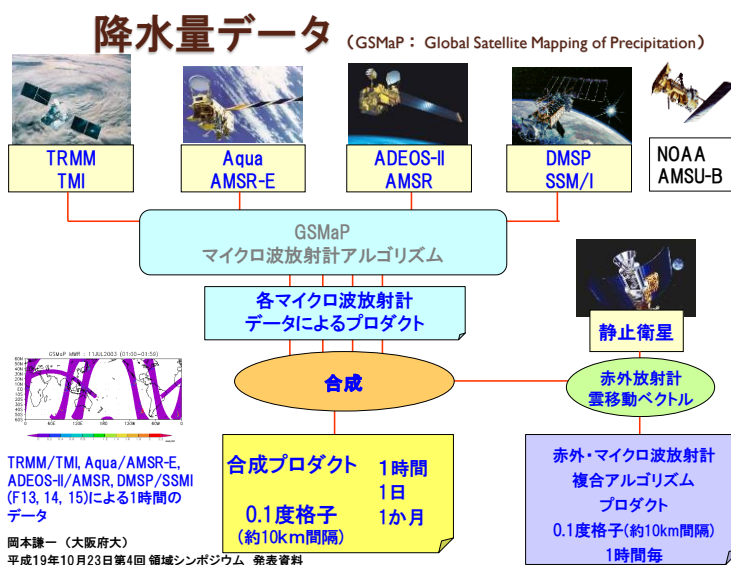 降水量データ (GSMaP : Global Satellite Mapping of Precipitation)
TRMM
TMI
Aqua
AMSR-E
ADEOS-II
AMSR
DMSP
SSM/I
NOAA
AMSU-B
GSMaP
マイクロ波放射計アルゴリズム
各マイクロ波放射計
データによるプロダクト
静止衛星
合成
赤外放射計
雲移動ベクトル
GSMaP MWR - 11JUL2003 (01:00-01:59)
TRMM/TMI, Aqua/AMSR-E,
ADEOS-II/AMSR, DMSP/SSMI
(F13, 14, 15)による1時間の
データ
合成プロダクト
0.1度格子
(約10km間隔)
1時間
1日
1か月
赤外・マイクロ波放射計
複合アルゴリズム
プロダクト
0.1度格子(約10km間隔)
1時間毎
岡本謙一 (大阪府大)
平成19年10月23日第4回 領域シンポジウム 発表資料